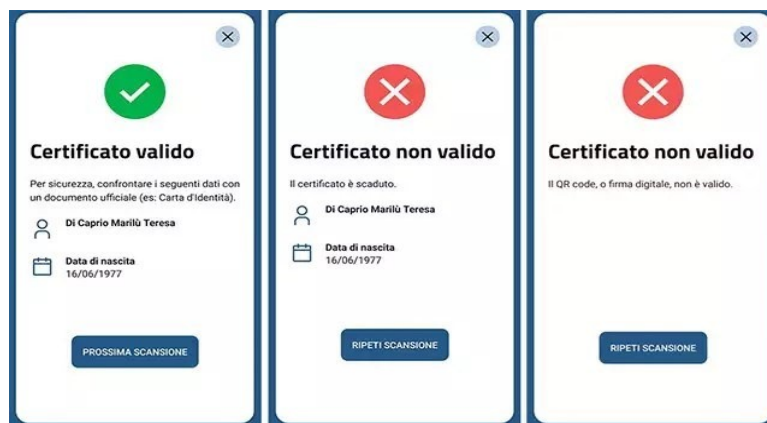 Certificato valido
Per sicurezza, confrontare i seguenti dati con
un documento ufficiale (es: Carta d'Identità).
Di Caprio Marilù Teresa
Data di nascita
16/06/1977
PROSSIMA SCANSIONE
Certificato non valido
Il certificato è scaduto.
Di Caprio Marilù Teresa
Data di nascita
16/06/1977
RIPETI SCANSIONE
Certificato non valido
Il QR code, o firma digitale, non è valido.
RIPETI SCANSIONE